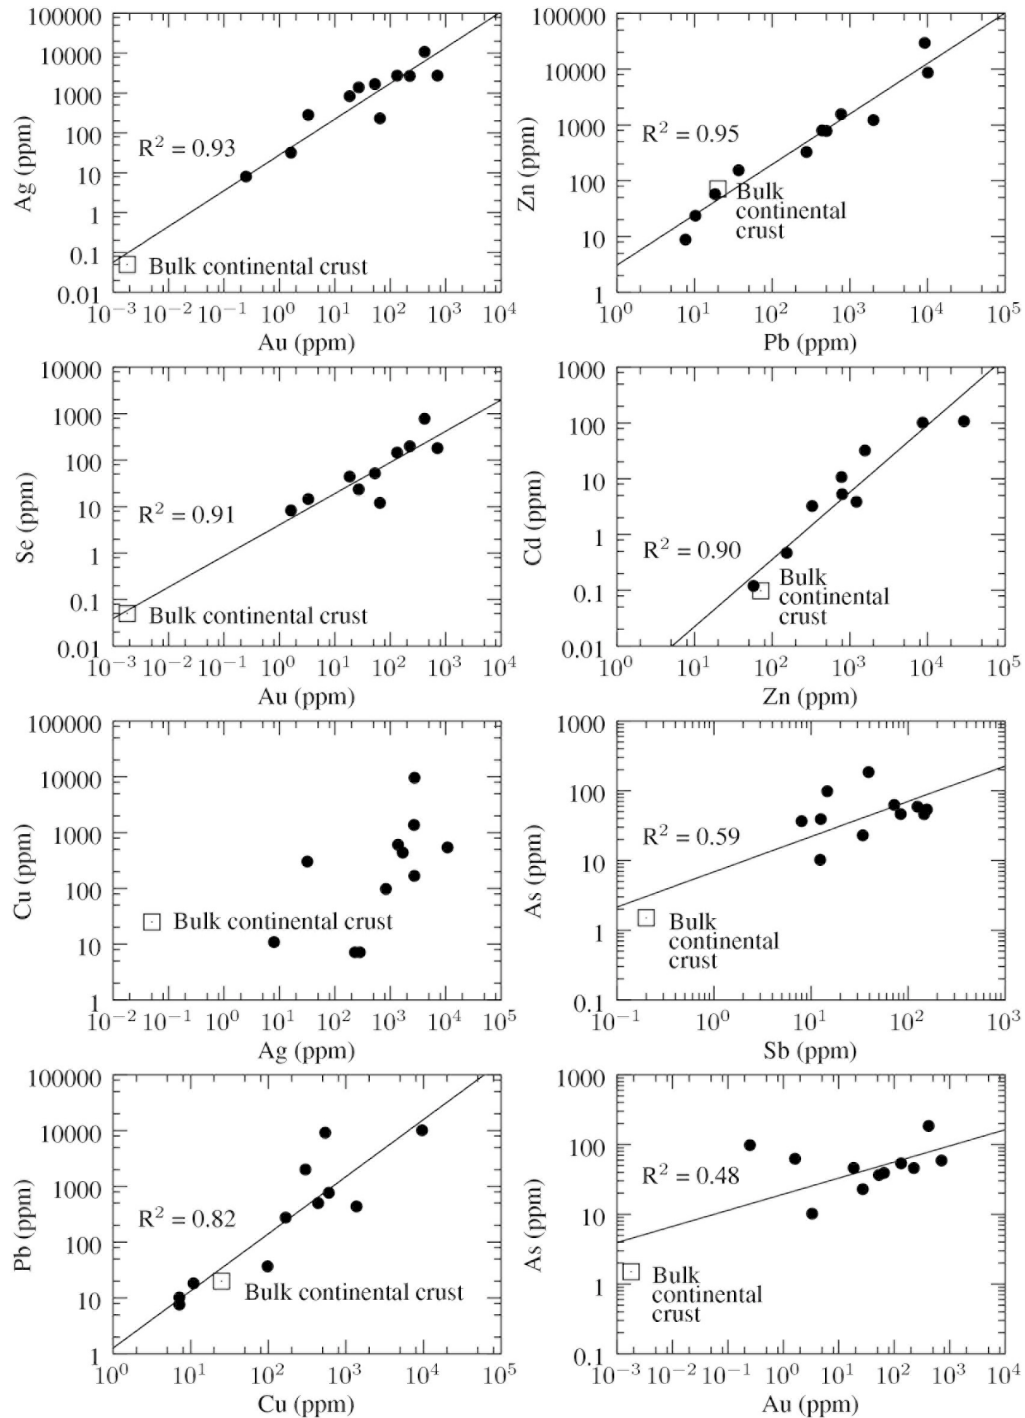 100000
10000
1000
100
10
1
0.1
0.01
Ag (ppm)
R² = 0.93
Bulk continental crust
10⁻³ 10⁻² 10⁻¹ 10⁰ 10¹ 10² 10³ 10⁴
Au (ppm)
100000
10000
1000
100
10
1
Zn (ppm)
R² = 0.95
Bulk
continental
crust
10⁰ 10¹ 10² 10³ 10⁴ 10⁵
Pb (ppm)
10000
1000
100
10
1
0.1
0.01
Se (ppm)
R² = 0.91
Bulk continental crust
10⁻³ 10⁻² 10⁻¹ 10⁰ 10¹ 10² 10³ 10⁴
Au (ppm)
1000
100
10
1
0.1
0.01
Cd (ppm)
R² = 0.90
Bulk
continental
crust
10⁰ 10¹ 10² 10³ 10⁴ 10⁵
Zn (ppm)
100000
10000
1000
100
10
1
Cu (ppm)
Bulk continental crust
10⁻² 10⁻¹ 10⁰ 10¹ 10² 10³ 10⁴ 10⁵
Ag (ppm)
1000
100
10
1
0.1
As (ppm)
R² = 0.59
Bulk
continental
crust
10⁻¹ 10⁰ 10¹ 10² 10³
Sb (ppm)
100000
10000
1000
100
10
1
Pb (ppm)
R² = 0.82
Bulk continental crust
10⁰ 10¹ 10² 10³ 10⁴ 10⁵
Cu (ppm)
1000
100
10
1
0.1
As (ppm)
R² = 0.48
Bulk
continental
crust
10⁻³ 10⁻² 10⁻¹ 10⁰ 10¹ 10² 10³ 10⁴
Au (ppm)